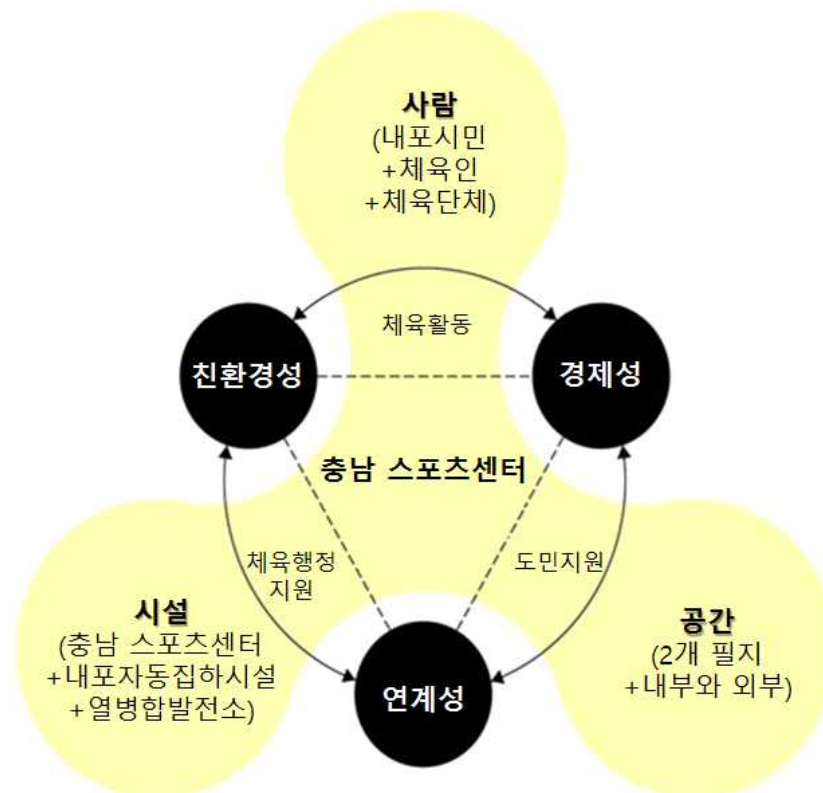 사람
(내포시민
+체육인
+체육단체)
체육활동
친환경성
경제성
충남 스포츠센터
체육행정
지원
도민지원
시설
(충남 스포츠센터
+내포자동집하시설
+열병합발전소)
공간
(2개 필지
+내부와 외부)
연계성